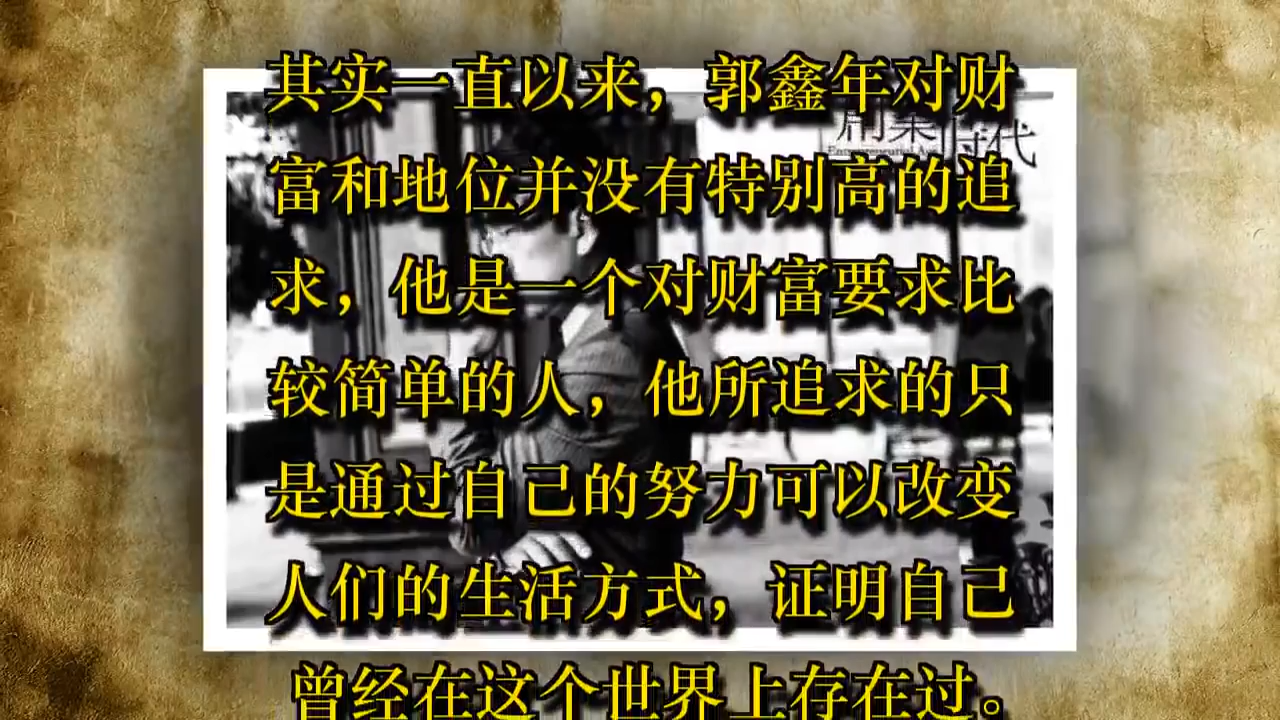 其实一直以来，郭鑫年对财
富和地位并没有特别高的追
求，他是一个对财富要求比
较简单的人，他所追求的只
是通过自己的努力可以改变
人们的生活方式，证明自己
曾经在这个世界上存在过。
时代